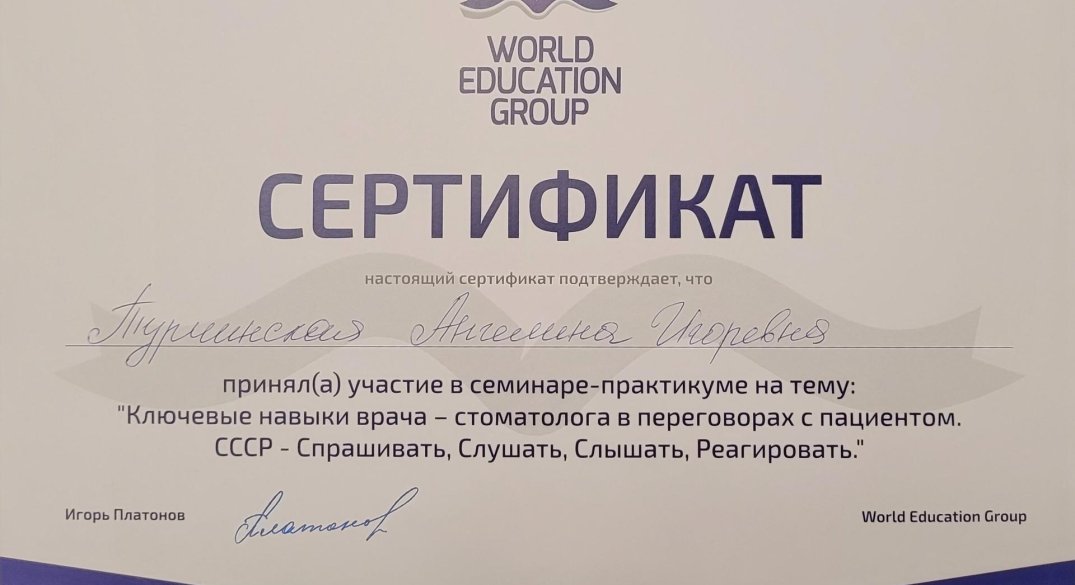 WORLD
EDUCATION
GROUP
СЕРТИФИКАТ
настоящий сертификат подтверждает, что
Ангелина Игоревна
принял(а) участие в семинаре-практикуме на тему:
"Ключевые навыки врача – стоматолога в переговорах с пациентом.
СССР - Спрашивать, Слушать, Слышать, Реагировать."
Игорь Платонов
Платонов
World Education Group